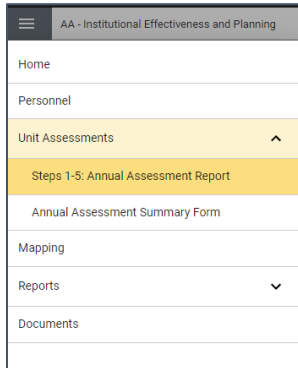 AA - Institutional Effectiveness and Planning
Home
Personnel
Unit Assessments
Steps 1-5: Annual Assessment Report
Annual Assessment Summary Form
Mapping
Reports
Documents